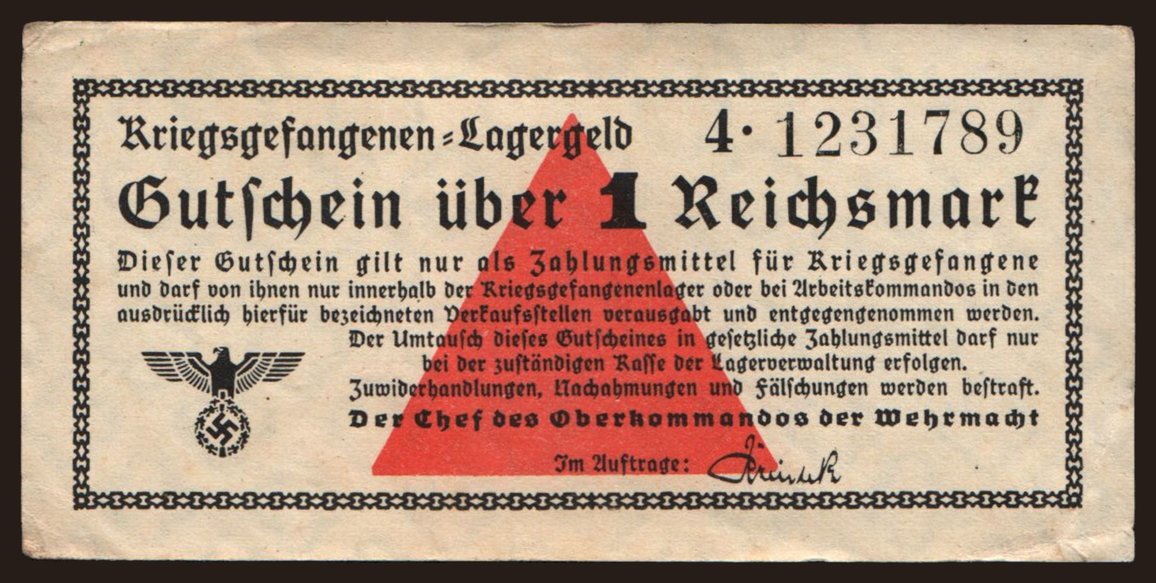 Kriegsgefangenen=Lagergeld 4· 1231789
Gutschein über 1 Reichsmark
Dieser Gutschein gilt nur als Zahlungsmittel für Kriegsgefangene
und darf von ihnen nur innerhalb der Kriegsgefangenenlager oder bei Arbeitskommandos in den
ausdrücklich hierfür bezeichneten Verkaufsstellen verausgabt und entgegengenommen werden.
Der Umtausch dieses Gutscheines in gesetzliche Zahlungsmittel darf nur
bei der zuständigen Kasse der Lagerverwaltung erfolgen.
Zuwiderhandlungen, Nachahmungen und Fälschungen werden bestraft.
Der Chef des Oberkommandos der Wehrmacht
Im Auftrage: